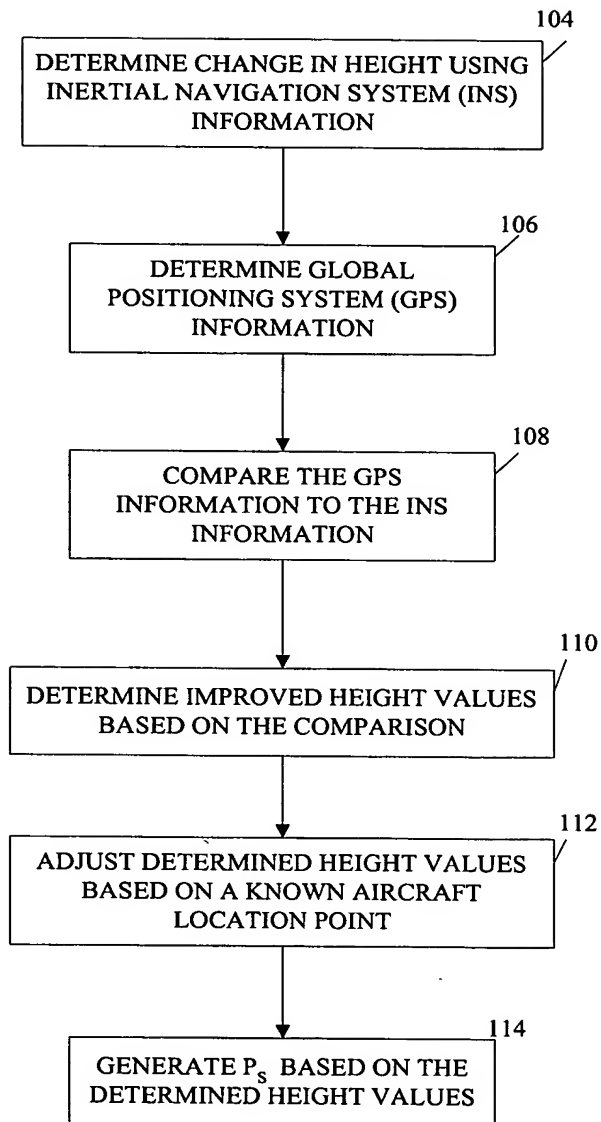 104
DETERMINE CHANGE IN HEIGHT USING
INERTIAL NAVIGATION SYSTEM (INS)
INFORMATION
106
DETERMINE GLOBAL
POSITIONING SYSTEM (GPS)
INFORMATION
108
COMPARE THE GPS
INFORMATION TO THE INS
INFORMATION
110
DETERMINE IMPROVED HEIGHT VALUES
BASED ON THE COMPARISON
112
ADJUST DETERMINED HEIGHT VALUES
BASED ON A KNOWN AIRCRAFT
LOCATION POINT
114
GENERATE Pₛ BASED ON THE
DETERMINED HEIGHT VALUES